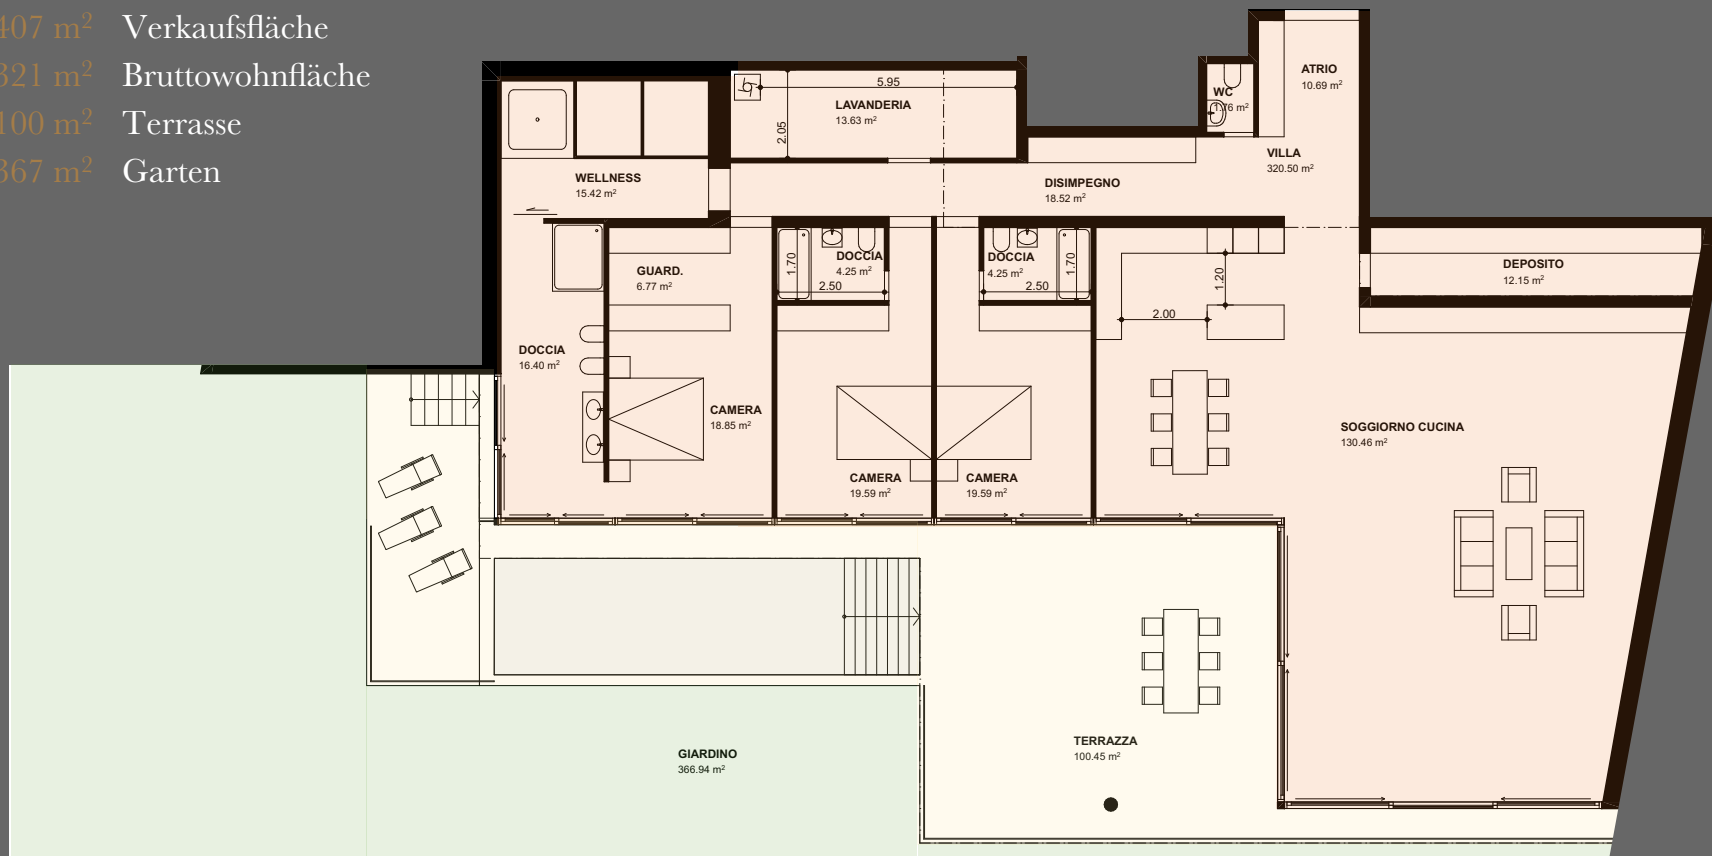 407 m² Verkaufsfläche
321 m² Bruttowohnfläche
100 m² Terrasse
367 m² Garten
ATRIO
10.69 m²
WC
1.76 m²
5.95
LAVANDERIA
13.63 m²
2.05
VILLA
320.50 m²
WELLNESS
15.42 m²
DISIMPEGNO
18.52 m²
GUARD.
6.77 m²
1.70
DOCCIA
4.25 m²
2.50
DOCCIA
4.25 m²
1.70
2.50
1.20
2.00
DEPOSITO
12.15 m²
DOCCIA
16.40 m²
CAMERA
18.85 m²
CAMERA
19.59 m²
CAMERA
19.59 m²
SOGGIORNO CUCINA
130.46 m²
GIARDINO
366.94 m²
TERRAZZA
100.45 m²